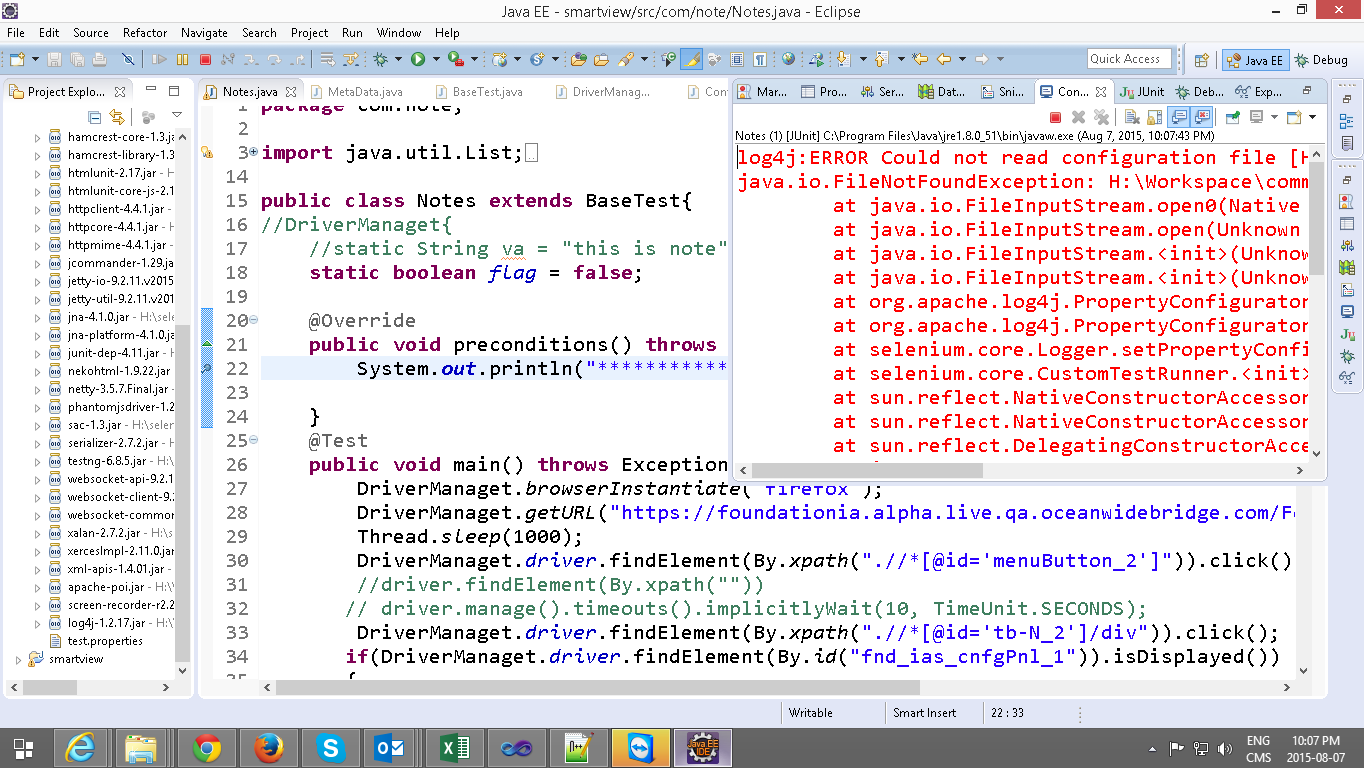 Java EE - smartview/src/com/note/Notes.java - Eclipse
File Edit Source Refactor Navigate Search Project Run Window Help
Quick Access
Java EE
Debug
Project Explo...
hamcrest-core-1.3.ja
hamcrest-library-1.3
htmlunit-2.17.jar - H:
htmlunit-core-js-2.1
httpclient-4.4.1.jar -
httpcore-4.4.1.jar -
httpmime-4.4.1.jar -
jcommander-1.29.ja
jetty-io-9.2.11.v2015
jetty-util-9.2.11.v201
jna-4.1.0.jar - H:\sele
jna-platform-4.1.0.ja
junit-dep-4.11.jar -
nekohtml-1.9.22.jar -
netty-3.5.7.Final.jar -
phantomjsdriver-1.2
sac-1.3.jar - H:\selen
serializer-2.7.2.jar -
testng-6.8.5.jar - H:\
websocket-api-9.2.1
websocket-client-9.
websocket-common
xalan-2.7.2.jar - H:\s
xercesImpl-2.11.0.jar
xml-apis-1.4.01.jar -
apache-poi.jar - H:\
screen-recorder-r2.2
log4j-1.2.17.jar - H:\
test.properties
smartview
Notes.java MetaData.java BaseTest.java DriverManag... Con
1 package com.note;
2
3 import java.util.List;
14
15 public class Notes extends BaseTest{
16 //DriverManaget{
17 //static String va = "this is note"
18 static boolean flag = false;
19
20 @Override
21 public void preconditions() throws
22 System.out.println("***********
23
24 }
25 @Test
26 public void main() throws Exception
27 DriverManaget.browserInstantiate("firefox");
28 DriverManaget.getURL("https://foundationia.alpha.live.qa.oceanwidebridge.com/Fo
29 Thread.sleep(1000);
30 DriverManaget.driver.findElement(By.xpath(".//*[@id='menuButton_2']")).click()
31 //driver.findElement(By.xpath(""))
32 // driver.manage().timeouts().implicitlyWait(10, TimeUnit.SECONDS);
33 DriverManaget.driver.findElement(By.xpath(".//*[@id='tb-N_2']/div")).click();
34 if(DriverManaget.driver.findElement(By.id("fnd_ias_cnfgPnl_1")).isDisplayed())
{
Mar... Pro... Ser... Dat... Sni... Con... JUnit Deb... Exp...
Notes (1) [JUnit] C:\Program Files\Java\jre1.8.0_51\bin\javaw.exe (Aug 7, 2015, 10:07:43 PM)
log4j:ERROR Could not read configuration file [H
java.io.FileNotFoundException: H:\Workspace\comm
at java.io.FileInputStream.open0(Native
at java.io.FileInputStream.open(Unknown
at java.io.FileInputStream.<init>(Unknow
at java.io.FileInputStream.<init>(Unknow
at org.apache.log4j.PropertyConfigurator
at org.apache.log4j.PropertyConfigurator
at selenium.core.Logger.setPropertyConfi
at selenium.core.CustomTestRunner.<init>
at sun.reflect.NativeConstructorAccessor
at sun.reflect.NativeConstructorAccessor
at sun.reflect.DelegatingConstructorAcce
Writable
Smart Insert
22 : 33
ENG
CMS
10:07 PM
2015-08-07